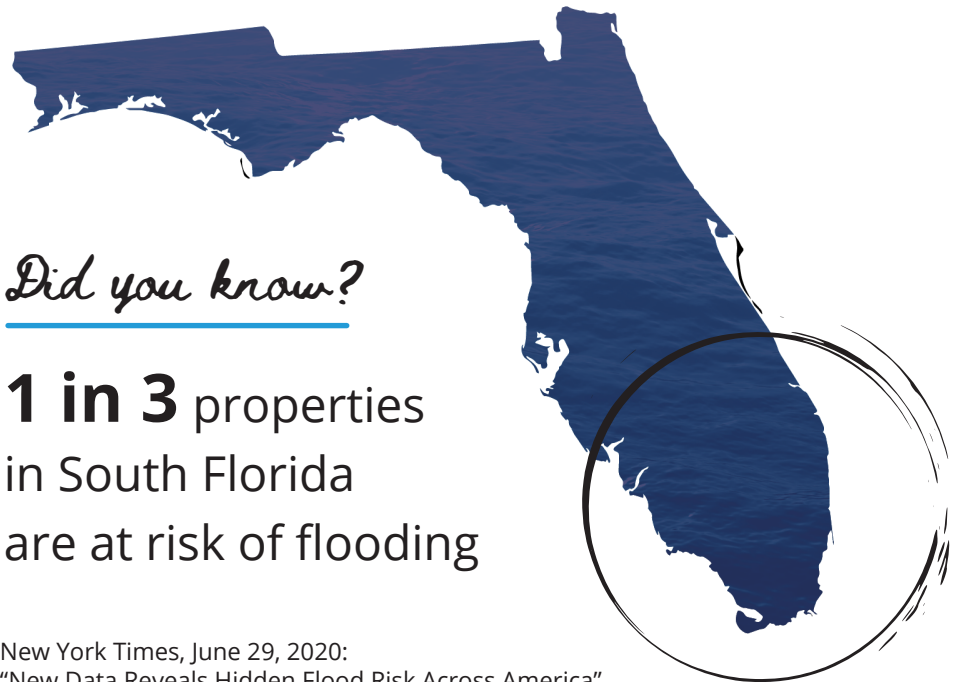 Did you know?
1 in 3 properties
in South Florida
are at risk of flooding
New York Times, June 29, 2020:
“New Data Reveals Hidden Flood Risk Across America”